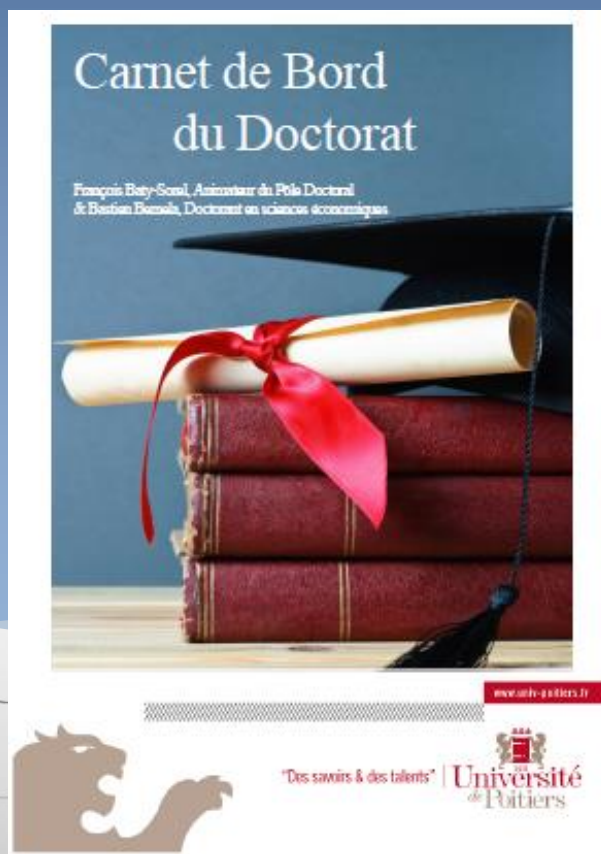 Carnet de Bord
du Doctorat
François Baty-Sorel, Animateur du Pôle Doctoral
& Bastien Bernela, Doctorant en sciences économiques
www.univ-poitiers.fr
"Des savoirs & des talents"
Université
de Poitiers